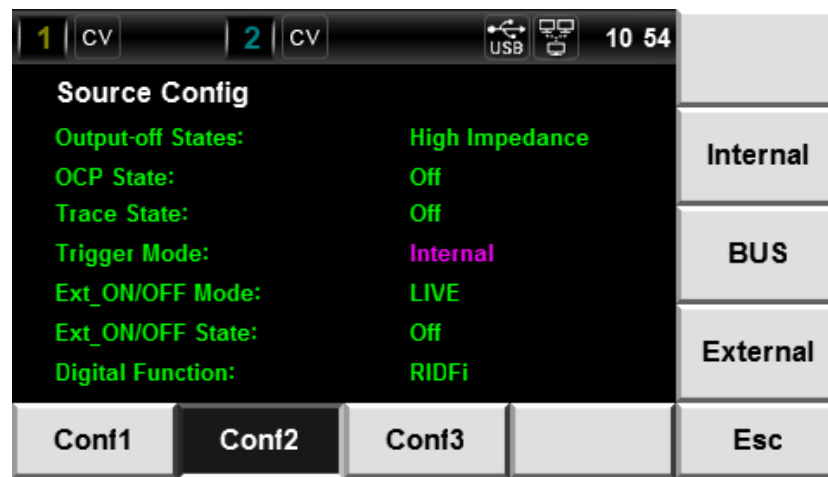 1 CV 2 CV USB 10 54
Source Config
Output-off States: High Impedance
OCP State: Off
Trace State: Off
Trigger Mode: Internal
Ext_ON/OFF Mode: LIVE
Ext_ON/OFF State: Off
Digital Function: RIDFi
Internal
BUS
External
Conf1 Conf2 Conf3 Esc